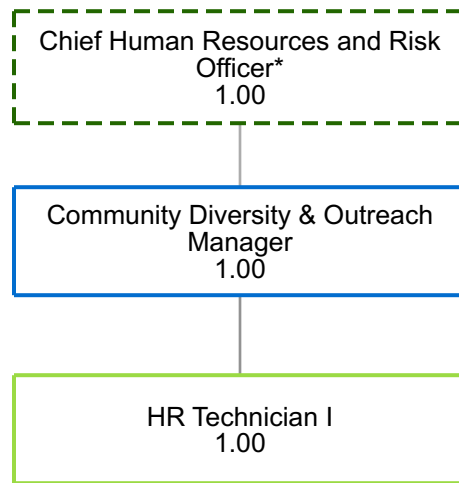 Chief Human Resources and Risk
Officer*
1.00
Community Diversity & Outreach
Manager
1.00
HR Technician I
1.00